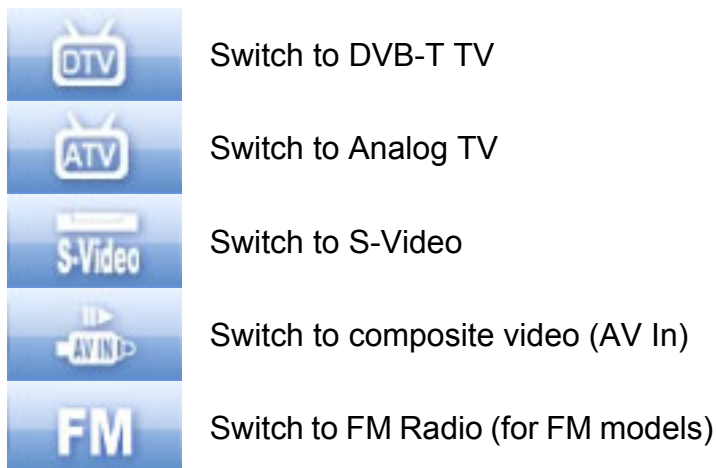 DTV Switch to DVB-T TV
ATV Switch to Analog TV
S-Video Switch to S-Video
AV IN Switch to composite video (AV In)
FM Switch to FM Radio (for FM models)